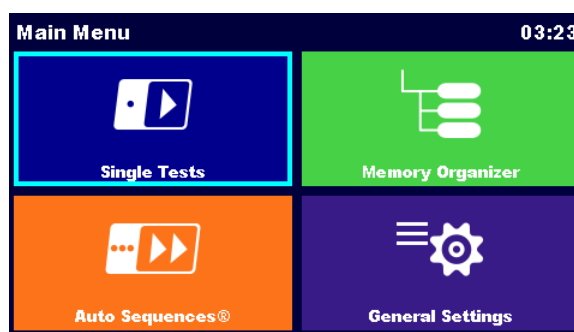 Main Menu 03:23
Single Tests Memory Organizer
Auto Sequences® General Settings